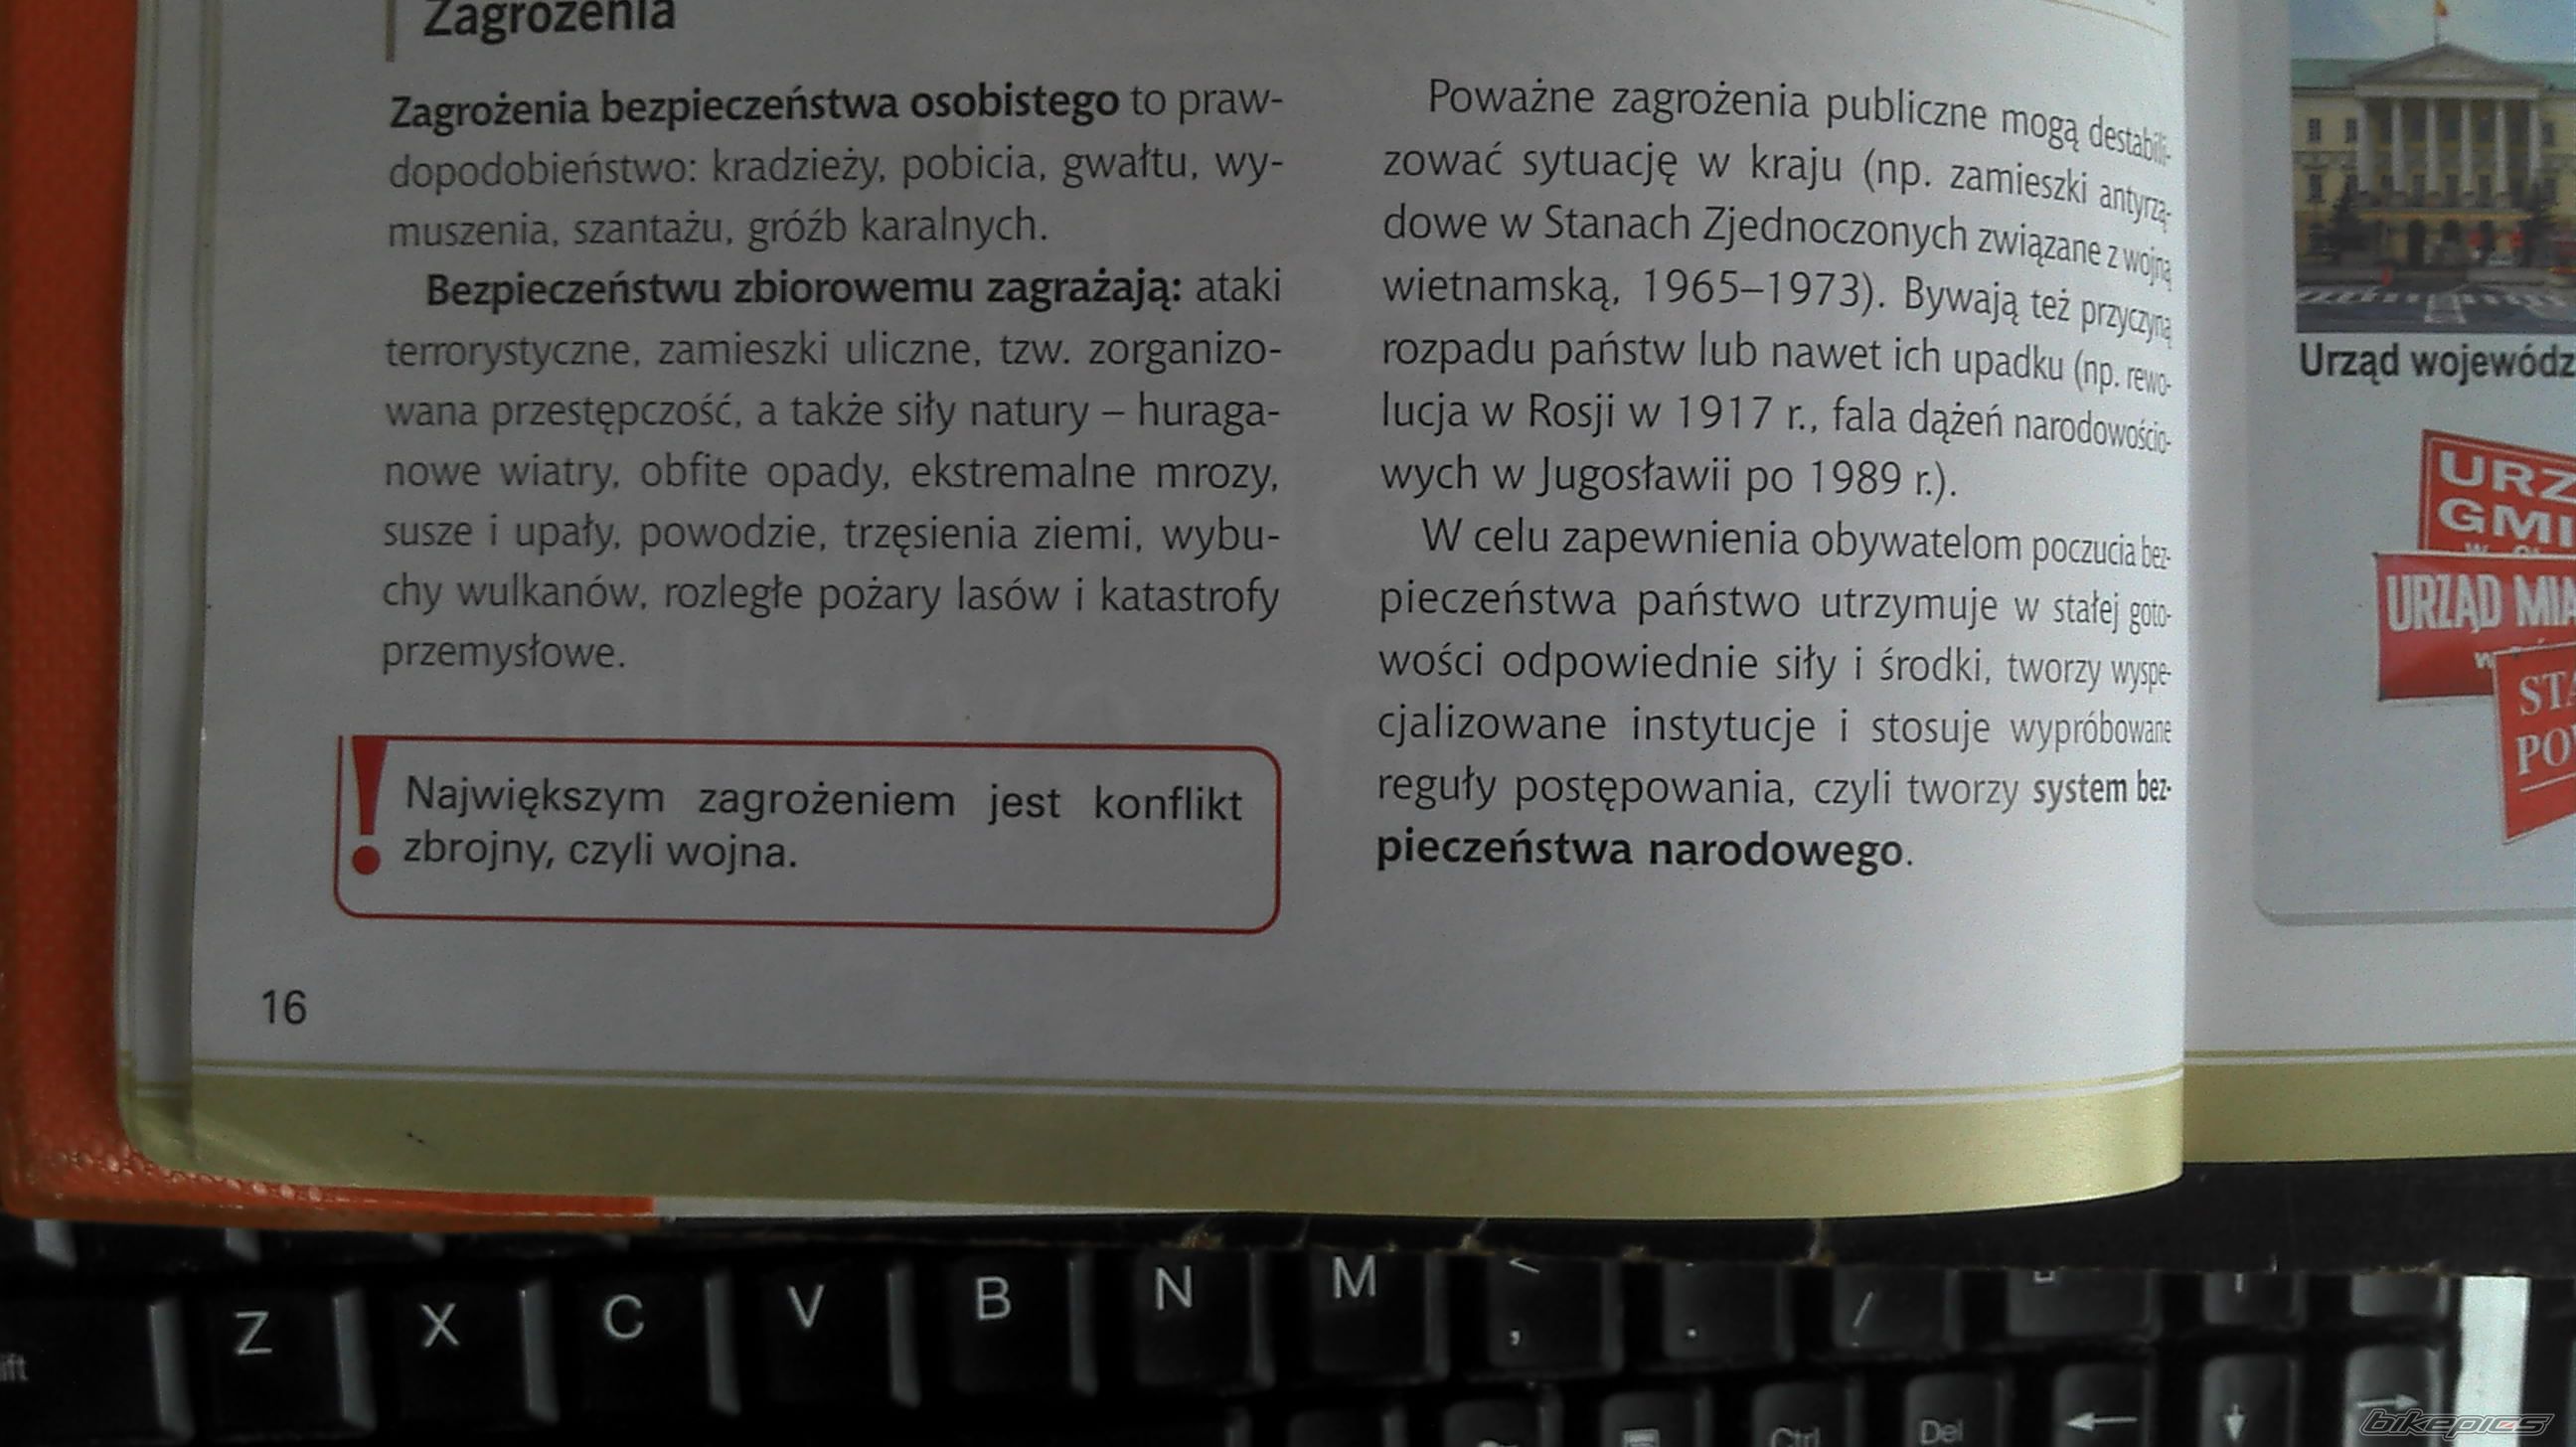 Zagrożenia
Zagrożenia bezpieczeństwa osobistego to praw-
dopodobieństwo: kradzieży, pobicia, gwałtu, wy-
muszenia, szantażu, gróźb karalnych.
Bezpieczeństwu zbiorowemu zagrażają: ataki
terrorystyczne, zamieszki uliczne, tzw. zorganizo-
wana przestępczość, a także siły natury – huraga-
nowe wiatry, obfite opady, ekstremalne mrozy,
susze i upały, powodzie, trzęsienia ziemi, wybu-
chy wulkanów, rozległe pożary lasów i katastrofy
przemysłowe.
Największym zagrożeniem jest konflikt
zbrojny, czyli wojna.
16
Poważne zagrożenia publiczne mogą destabili-
zować sytuację w kraju (np. zamieszki antyrzą-
dowe w Stanach Zjednoczonych związane z wojną
wietnamską, 1965–1973). Bywają też przyczyną
rozpadu państw lub nawet ich upadku (np. rewo-
lucja w Rosji w 1917 r., fala dążeń narodowościo-
wych w Jugosławii po 1989 r.).
W celu zapewnienia obywatelom poczucia bez-
pieczeństwa państwo utrzymuje w stałej goto-
wości odpowiednie siły i środki, tworzy wyspe-
cjalizowane instytucje i stosuje wypróbowane
reguły postępowania, czyli tworzy system bez-
pieczeństwa narodowego.
Urząd wojewódz
URZ
GMI
URZĄD MIA
w
STA
POW
Z X C V B N M < , . /
ift
Ctrl Del
bikepics